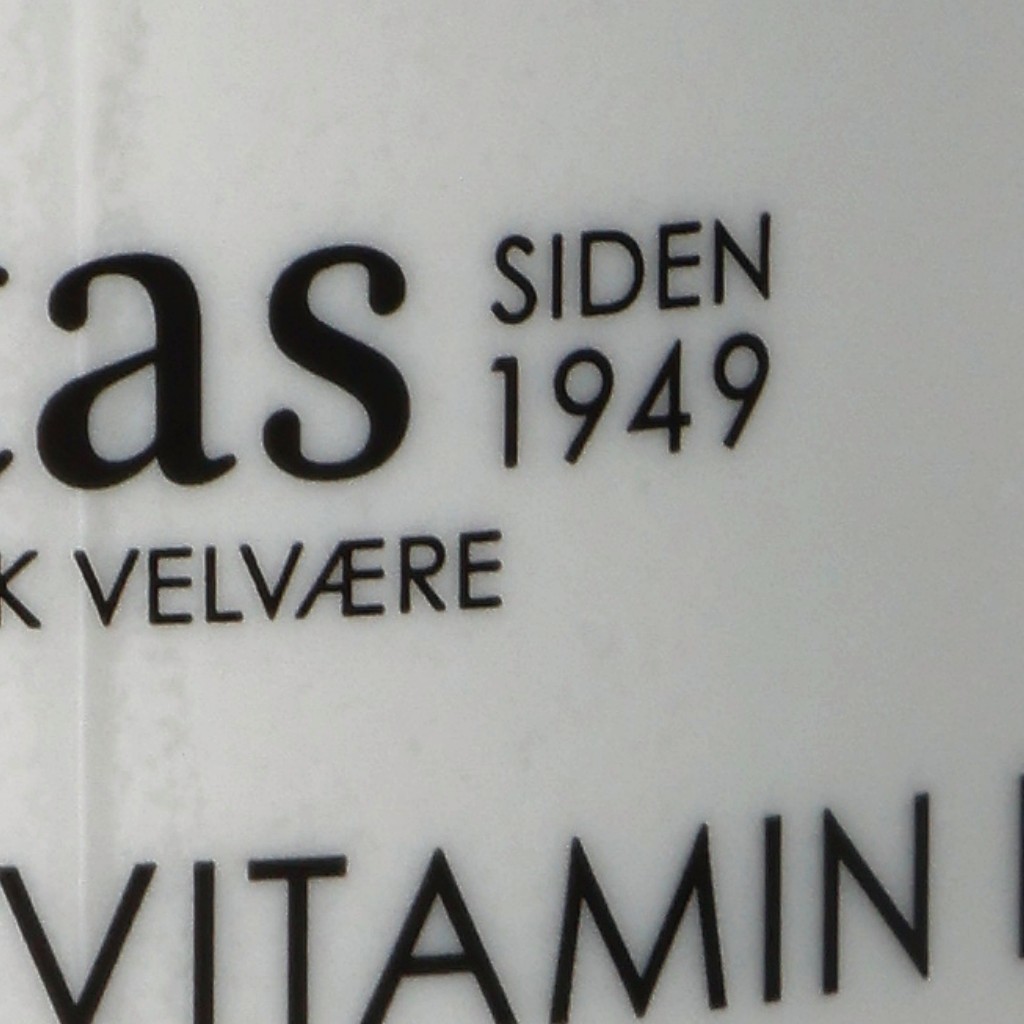 as SIDEN
1949
K VELVÆRE
VITAMIN